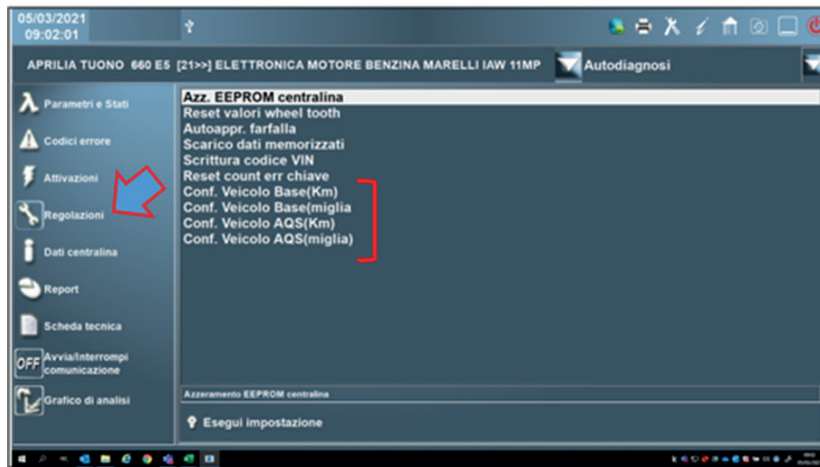 05/03/2021
09:02:01
APRILIA TUONO 660 E5 [21>>] ELETTRONICA MOTORE BENZINA MARELLI IAW 11MP
Autodiagnosi
Parametri e Stati
Codici errore
Attivazioni
Regolazioni
Dati centralina
Report
Scheda tecnica
OFF
Avvia/Interrompi
comunicazione
Grafico di analisi
Azz. EEPROM centralina
Reset valori wheel tooth
Autoappr. farfalla
Scarico dati memorizzati
Scrittura codice VIN
Reset count err chiave
Conf. Veicolo Base(Km)
Conf. Veicolo Base(miglia
Conf. Veicolo AQS(Km)
Conf. Veicolo AQS(miglia)
Azzeramento EEPROM centralina
Esegui impostazione